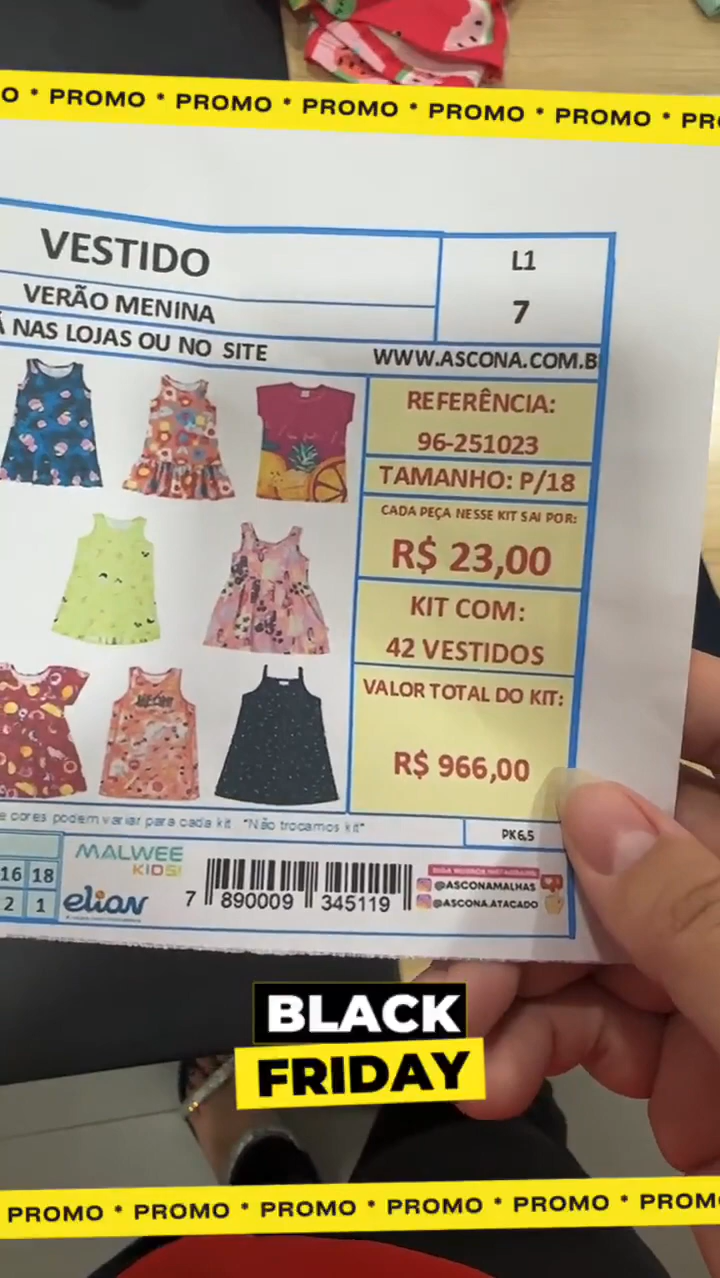 O * PROMO * PROMO * PROMO * PROMO * PROMO * PR
VESTIDO
L1
VERÃO MENINA
7
NAS LOJAS OU NO SITE
WWW.ASCONA.COM.B
REFERÊNCIA:
96-251023
TAMANHO: P/18
CADA PEÇA NESSE KIT SAI POR:
R$ 23,00
KIT COM:
42 VESTIDOS
VALOR TOTAL DO KIT:
R$ 966,00
e cores podem variar para cada kit "Não trocamos kit"
PK6,5
16 18
2 1
MALWEE
KIDS!
elian
7 890009 345119
@ASCONAMALHAS
@ASCONA.ATACADO
BLACK
FRIDAY
PROMO * PROMO * PROMO * PROMO * PROMO * PROM